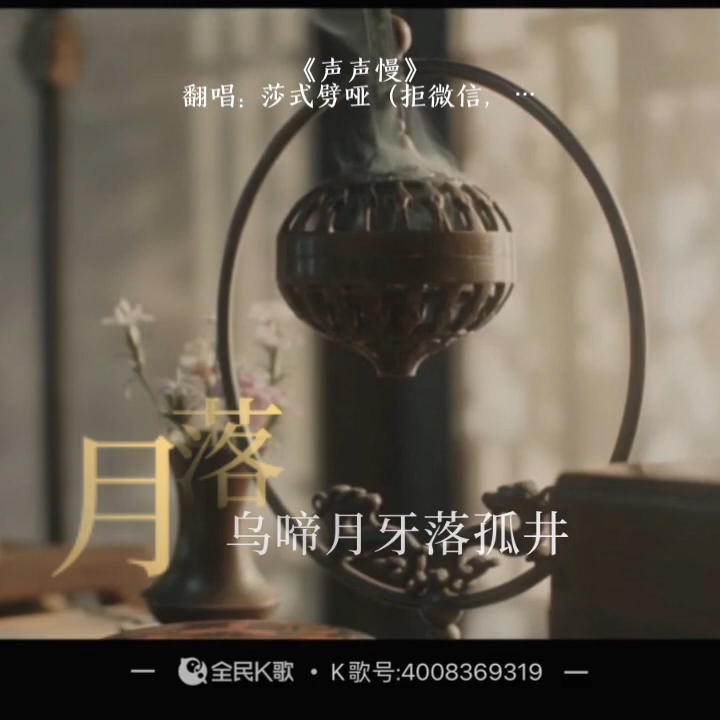 《声声慢》
翻唱：莎式劈哑（拒微信，…
月落
乌啼月牙落孤井
— 全民K歌 • K歌号:4008369319 —